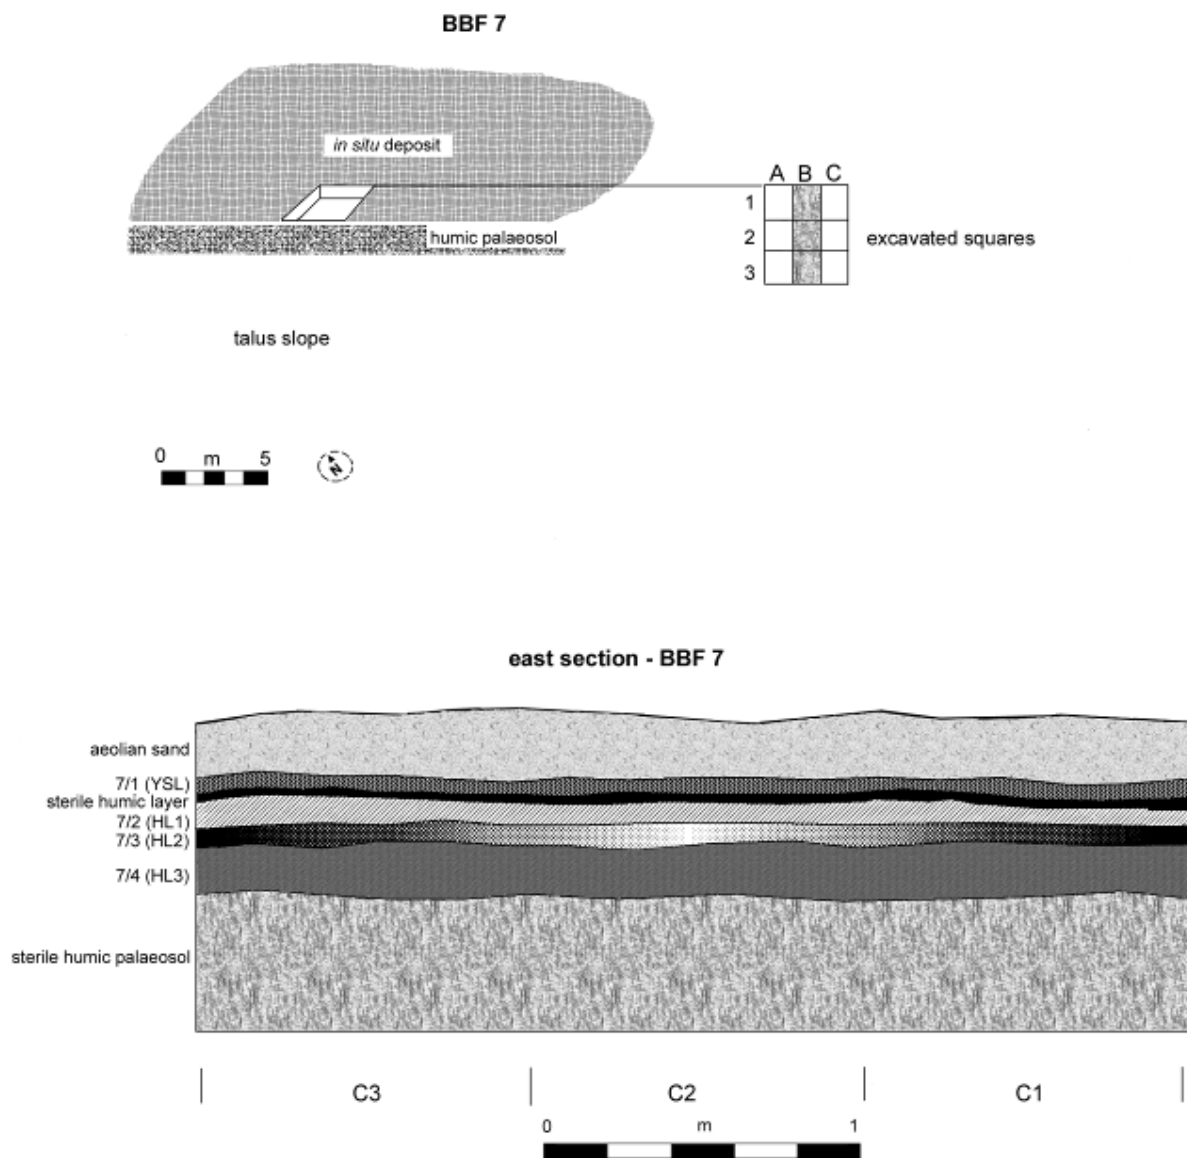 BBF 7
in situ deposit
A B C
1
2
3
excavated squares
humic palaeosol
talus slope
0 m 5
N
east section - BBF 7
aeolian sand
7/1 (YSL)
sterile humic layer
7/2 (HL1)
7/3 (HL2)
7/4 (HL3)
sterile humic palaeosol
C3 C2 C1
0 m 1